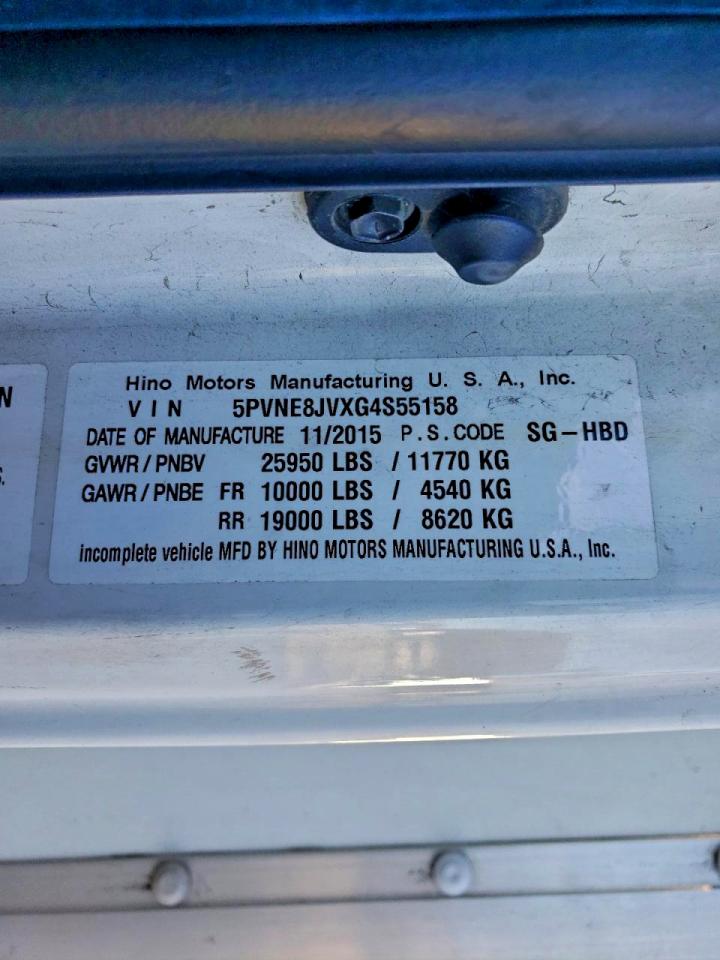 Hino Motors Manufacturing U. S. A., Inc.
VIN 5PVNE8JVXG4S55158
DATE OF MANUFACTURE 11/2015 P.S.CODE SG-HBD
GVWR/PNBV 25950 LBS / 11770 KG
GAWR/PNBE FR 10000 LBS / 4540 KG
RR 19000 LBS / 8620 KG
incomplete vehicle MFD BY HINO MOTORS MANUFACTURING U.S.A., Inc.